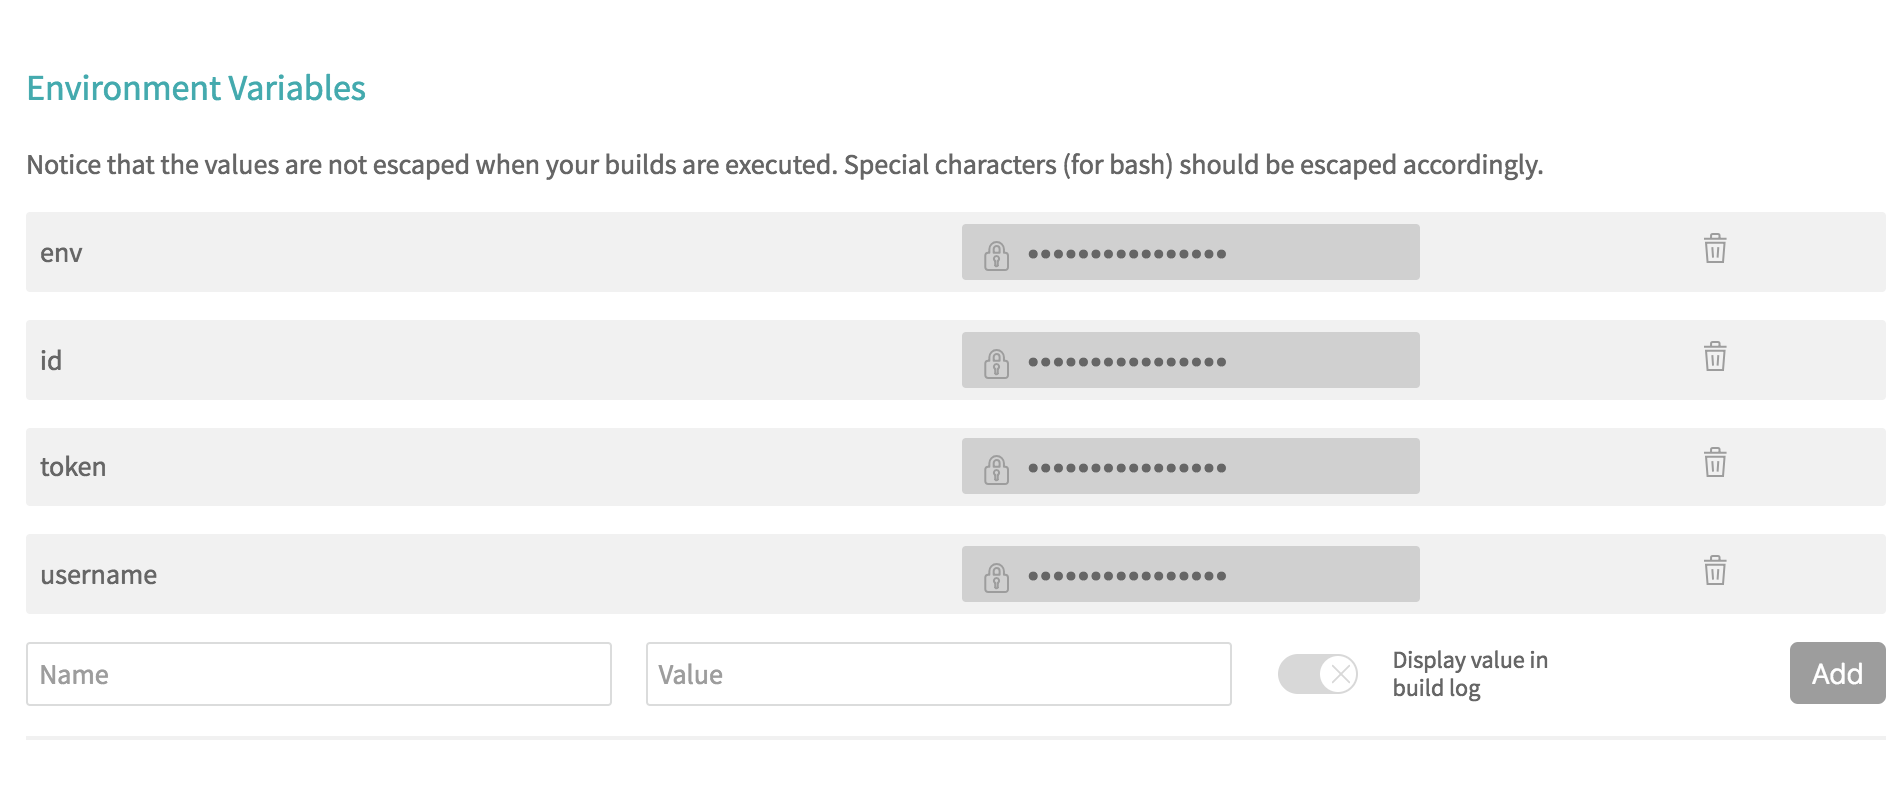 Environment Variables
Notice that the values are not escaped when your builds are executed. Special characters (for bash) should be escaped accordingly.
env ••••••••••••••••
id ••••••••••••••••
token ••••••••••••••••
username ••••••••••••••••
Name Value Display value in
build log
Add